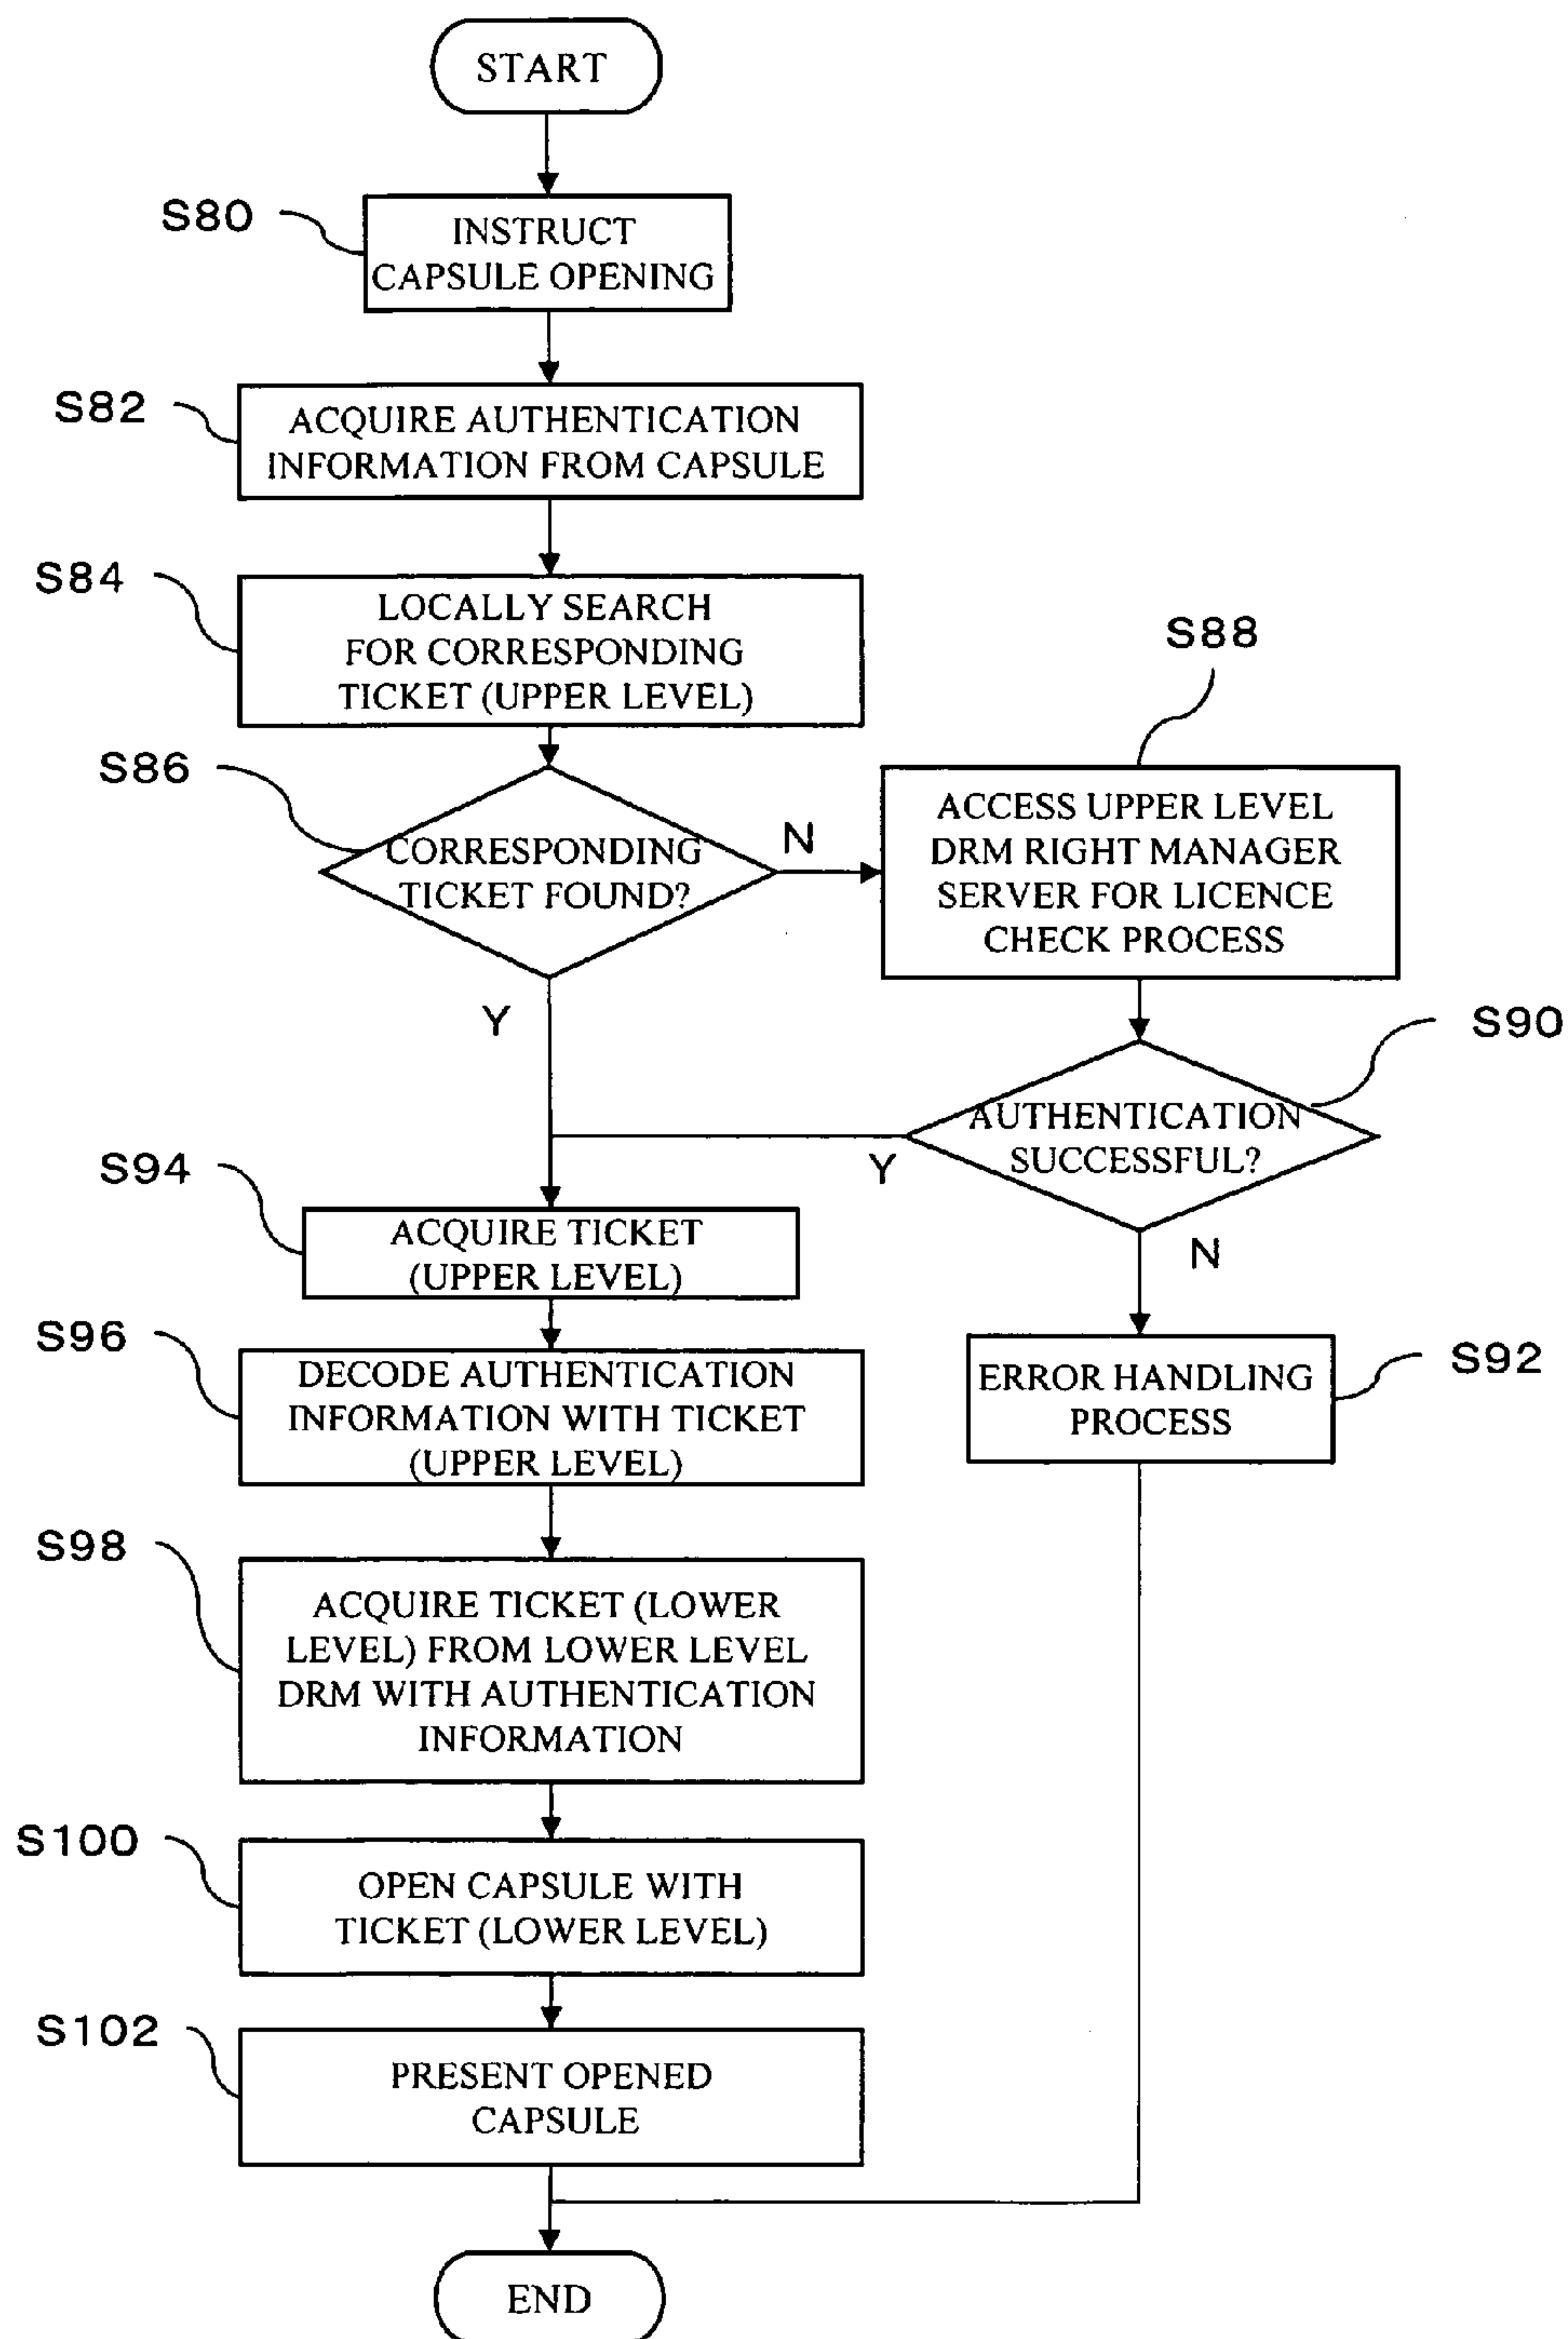 START
S80
INSTRUCT
CAPSULE OPENING
S82
ACQUIRE AUTHENTICATION
INFORMATION FROM CAPSULE
S84
LOCALLY SEARCH
FOR CORRESPONDING
TICKET (UPPER LEVEL)
S86
CORRESPONDING
TICKET FOUND?
N
Y
S88
ACCESS UPPER LEVEL
DRM RIGHT MANAGER
SERVER FOR LICENCE
CHECK PROCESS
S90
AUTHENTICATION
SUCCESSFUL?
Y
N
S92
ERROR HANDLING
PROCESS
S94
ACQUIRE TICKET
(UPPER LEVEL)
S96
DECODE AUTHENTICATION
INFORMATION WITH TICKET
(UPPER LEVEL)
S98
ACQUIRE TICKET (LOWER
LEVEL) FROM LOWER LEVEL
DRM WITH AUTHENTICATION
INFORMATION
S100
OPEN CAPSULE WITH
TICKET (LOWER LEVEL)
S102
PRESENT OPENED
CAPSULE
END